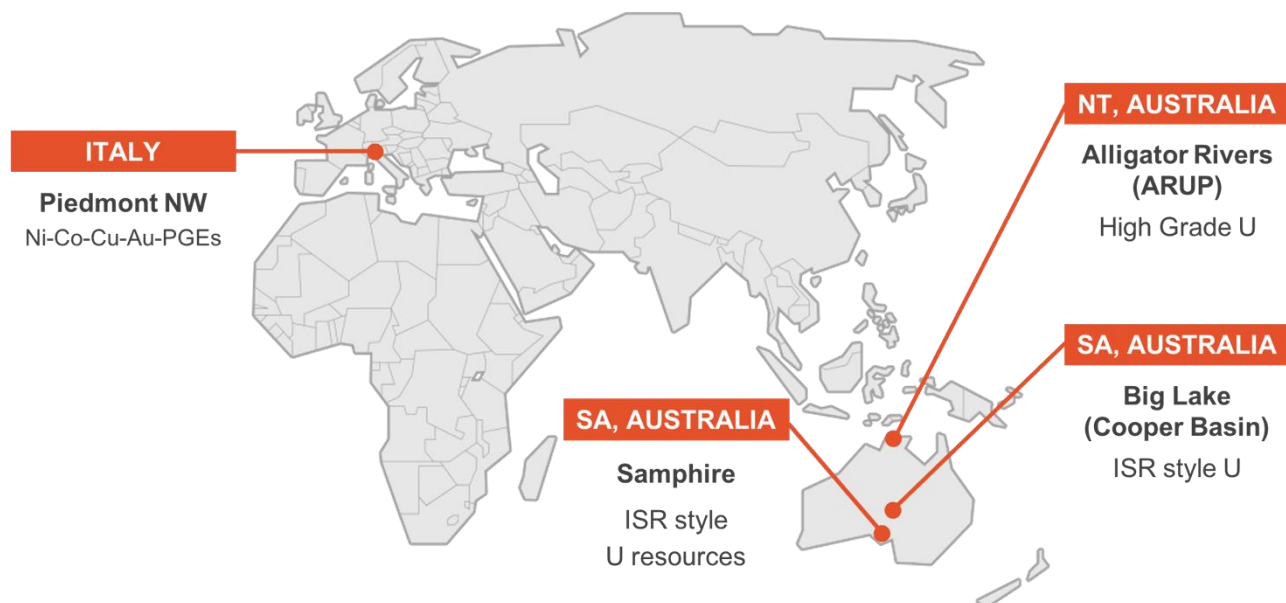 ITALY
Piedmont NW
Ni-Co-Cu-Au-PGEs
NT, AUSTRALIA
Alligator Rivers
(ARUP)
High Grade U
SA, AUSTRALIA
Big Lake
(Cooper Basin)
ISR style U
SA, AUSTRALIA
Samphire
ISR style
U resources